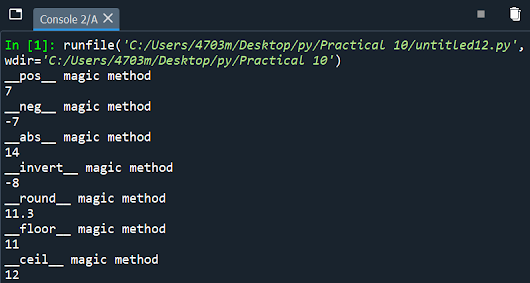 Console 2/A
In [1]: runfile('C:/Users/4703m/Desktop/py/Practical 10/untitled12.py',
wdir='C:/Users/4703m/Desktop/py/Practical 10')
__pos__ magic method
7
__neg__ magic method
-7
__abs__ magic method
14
__invert__ magic method
-8
__round__ magic method
11.3
__floor__ magic method
11
__ceil__ magic method
12